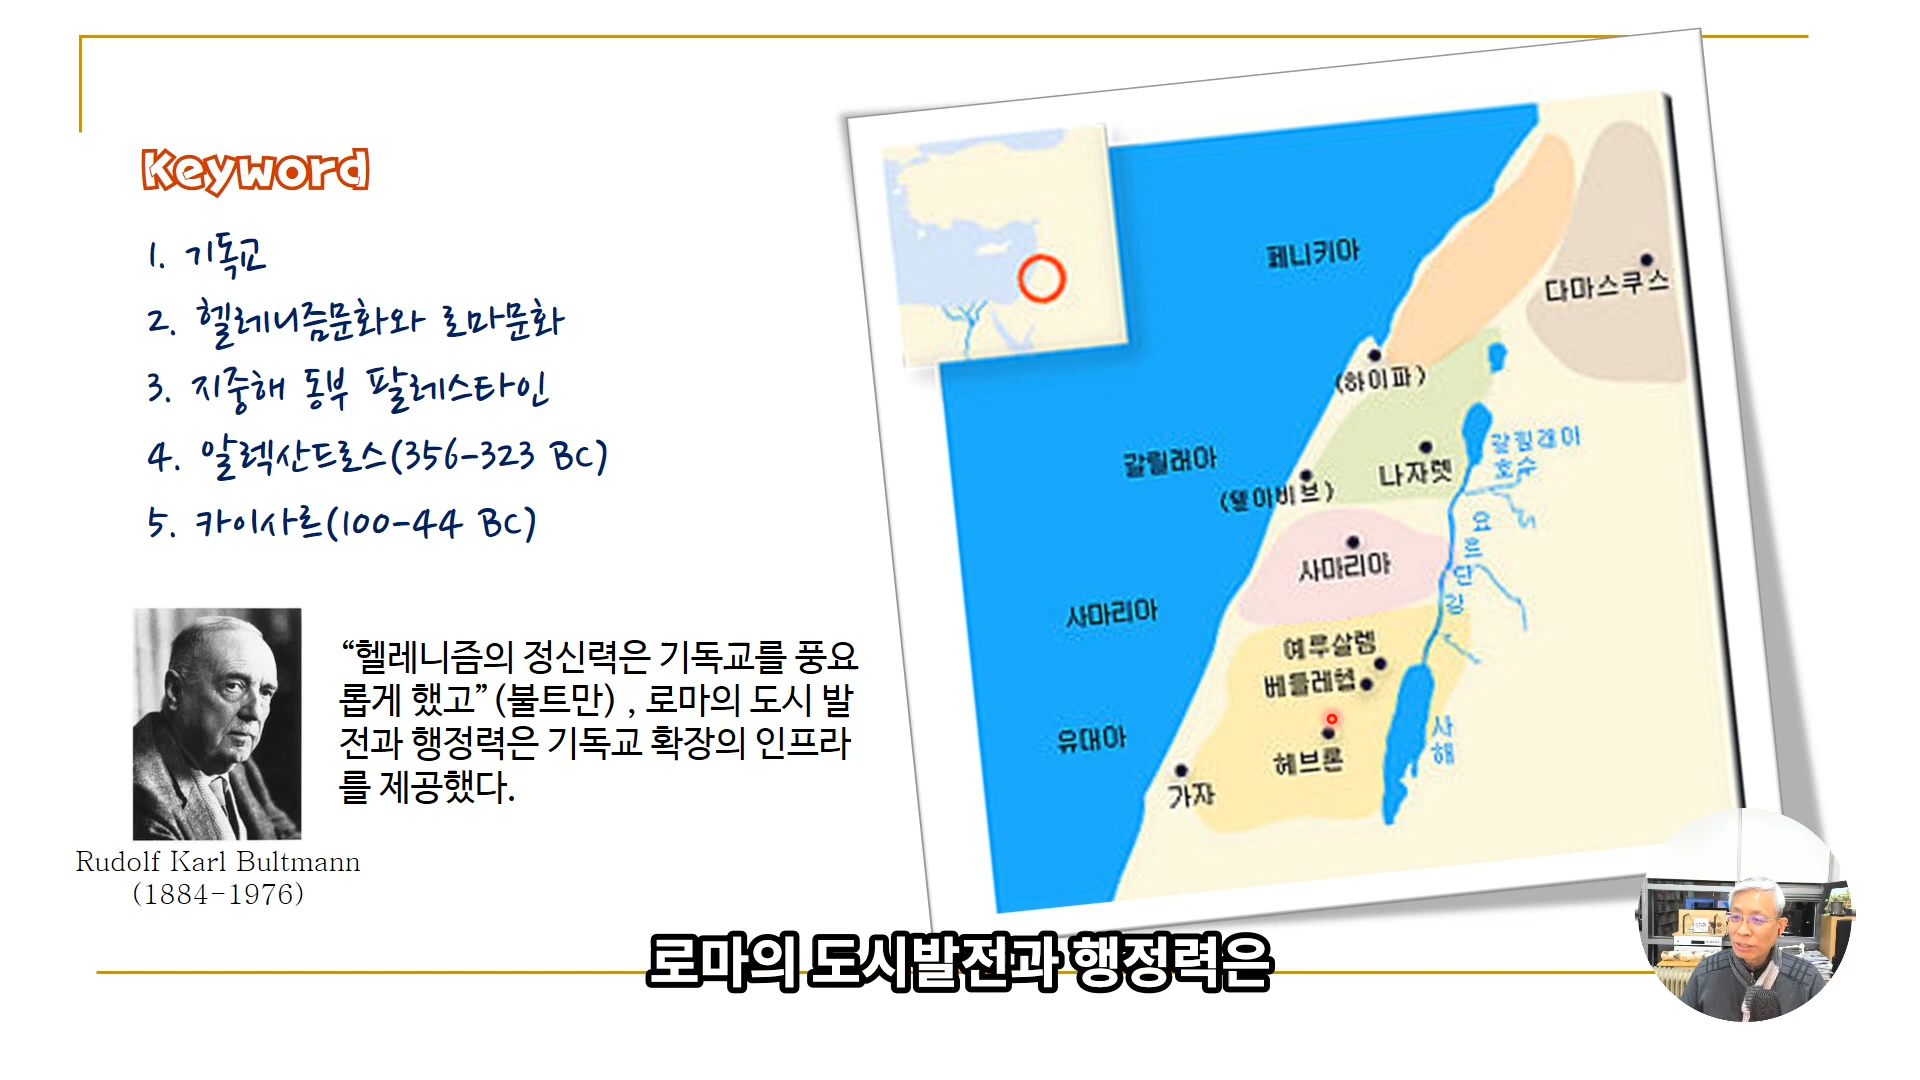 Keyword
1. 기독교
2. 헬레니즘문화와 로마문화
3. 지중해 동부 팔레스타인
4. 알렉산드로스(356-323 BC)
5. 카이사르(100-44 BC)
“헬레니즘의 정신력은 기독교를 풍요
롭게 했고” (불트만) , 로마의 도시 발
전과 행정력은 기독교 확장의 인프라
를 제공했다.
Rudolf Karl Bultmann
(1884-1976)
페니키아
다마스쿠스
(하이파)
갈릴래아
(텔아비브)
나자렛
갈릴래아
호수
요르단강
사마리아
사마리아
예루살렘
베들레헴
유대아
헤브론
사해
가자
로마의 도시발전과 행정력은